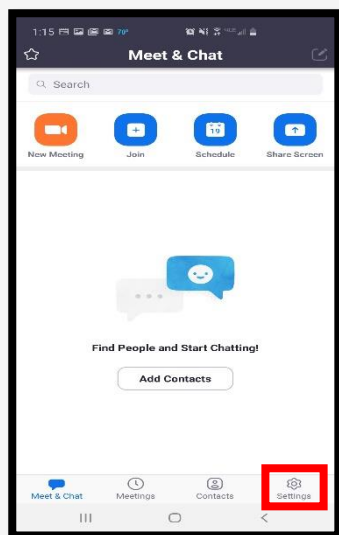 1:15 70°
Meet & Chat
Search
19
New Meeting Join Schedule Share Screen
Find People and Start Chatting!
Add Contacts
Meet & Chat Meetings Contacts Settings